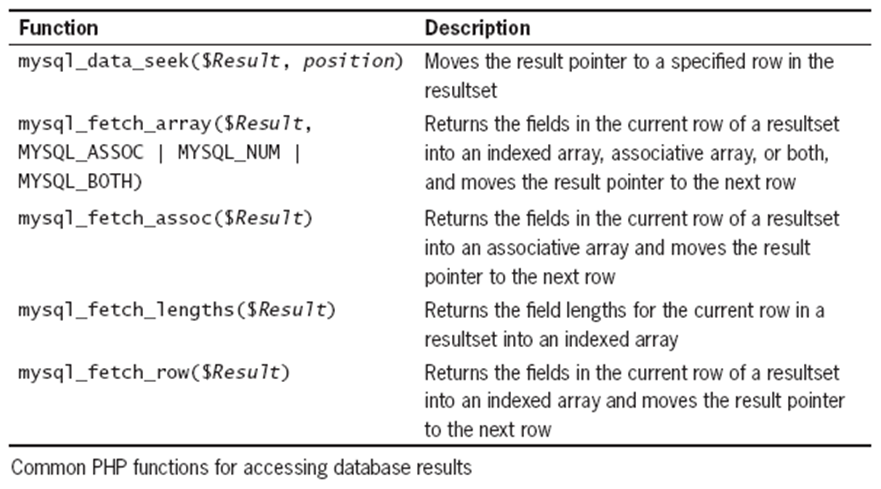 Function Description
mysql_data_seek($Result, position) Moves the result pointer to a specified row in the
resultset
mysql_fetch_array($Result, Returns the fields in the current row of a resultset
MYSQL_ASSOC | MYSQL_NUM | into an indexed array, associative array, or both,
MYSQL_BOTH) and moves the result pointer to the next row
mysql_fetch_assoc($Result) Returns the fields in the current row of a resultset
into an associative array and moves the result
pointer to the next row
mysql_fetch_lengths($Result) Returns the field lengths for the current row in a
resultset into an indexed array
mysql_fetch_row($Result) Returns the fields in the current row of a resultset
into an indexed array and moves the result pointer
to the next row
Common PHP functions for accessing database results